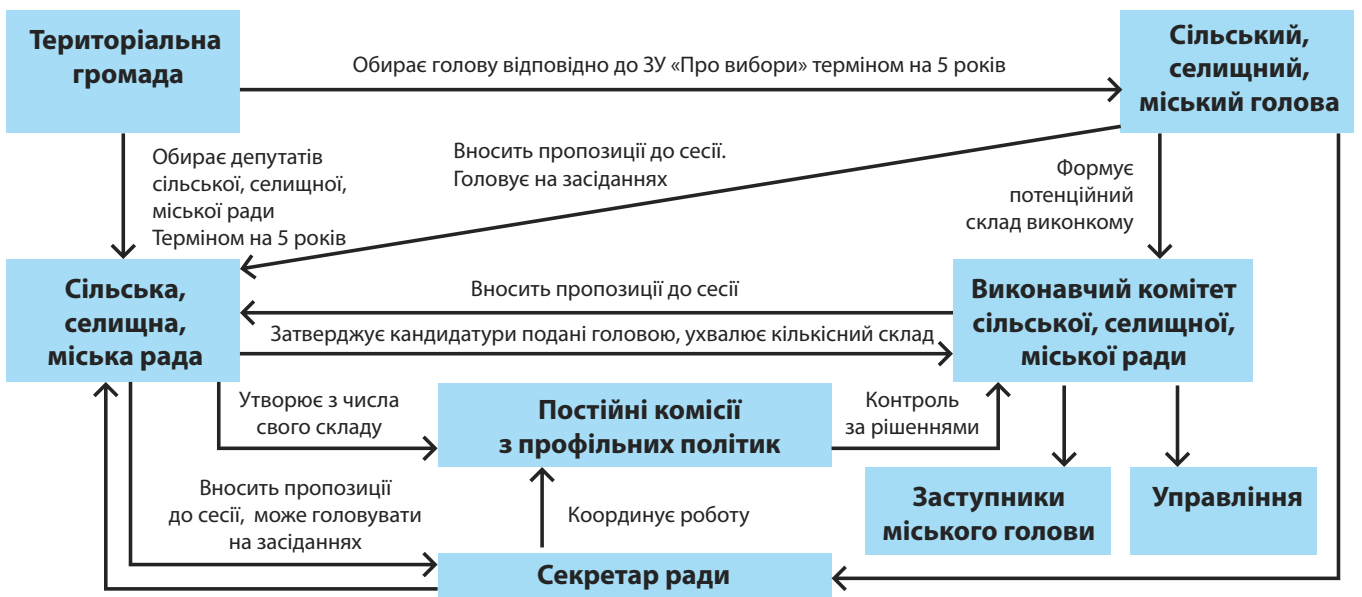 Територіальна
громада
Обирає голову відповідно до ЗУ «Про вибори» терміном на 5 років
Сільський,
селищний,
міський голова
Обирає депутатів
сільської, селищної,
міської ради
Терміном на 5 років
Вносить пропозиції до сесії.
Головує на засіданнях
Формує
потенційний
склад виконкому
Сільська,
селищна,
міська рада
Вносить пропозиції до сесії
Затверджує кандидатури подані головою, ухвалює кількісний склад
Виконавчий комітет
сільської, селищної,
міської ради
Утворює з числа
свого складу
Постійні комісії
з профільних політик
Контроль
за рішеннями
Вносить пропозиції
до сесії, може головувати
на засіданнях
Координує роботу
Заступники
міського голови
Управління
Секретар ради